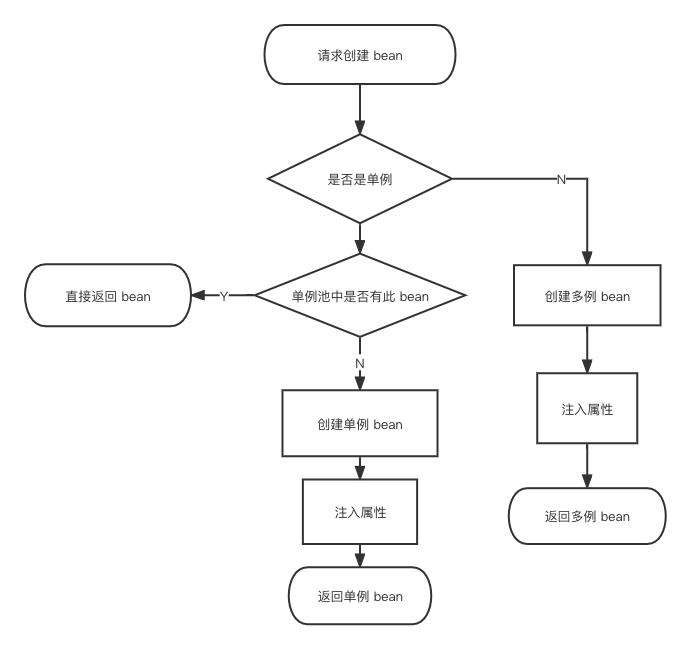 请求创建 bean
是否是单例
N
直接返回 bean
Y
单例池中是否有此 bean
创建多例 bean
N
创建单例 bean
注入属性
注入属性
返回多例 bean
返回单例 bean